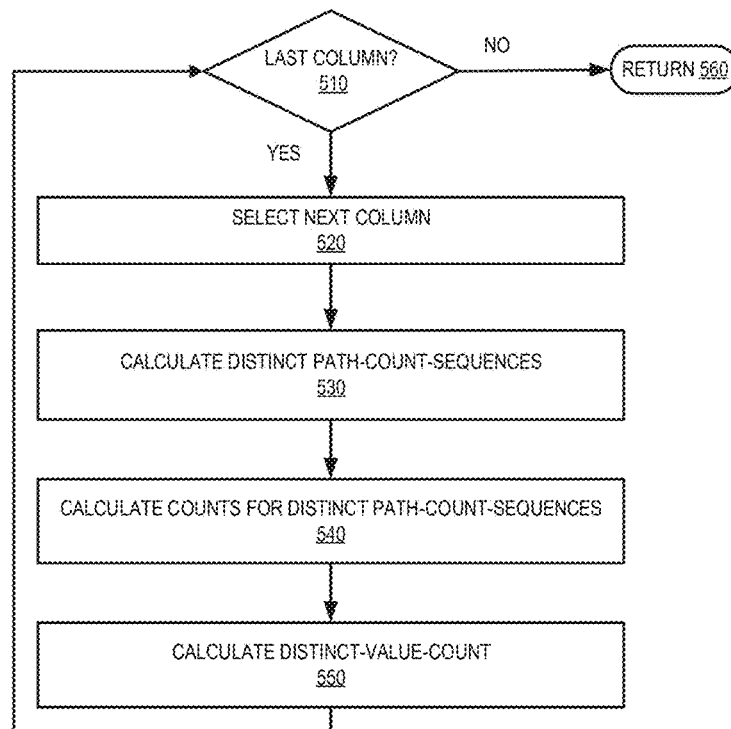 LAST COLUMN?
510
NO
RETURN 560
YES
SELECT NEXT COLUMN
520
CALCULATE DISTINCT PATH-COUNT-SEQUENCES
530
CALCULATE COUNTS FOR DISTINCT PATH-COUNT-SEQUENCES
540
CALCULATE DISTINCT-VALUE-COUNT
550